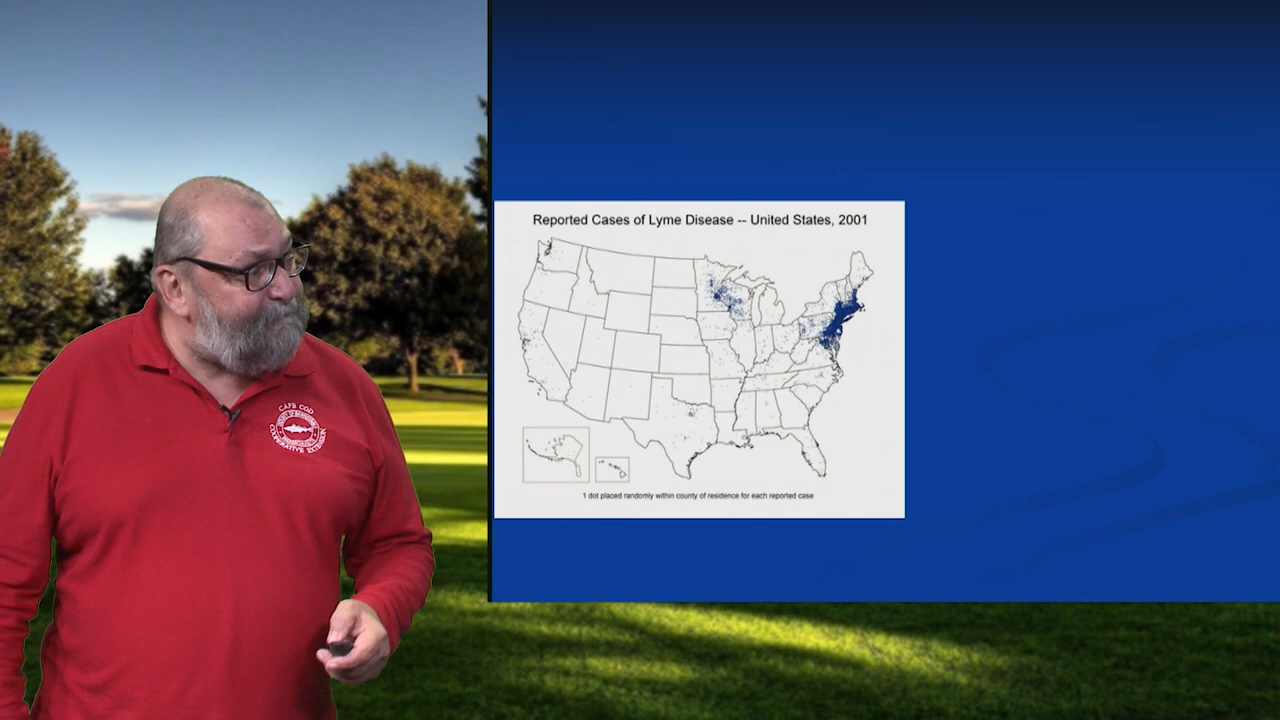 Reported Cases of Lyme Disease -- United States, 2001
1 dot placed randomly within county of residence for each reported case
CAPE COD
COOPERATIVE EXTENSION